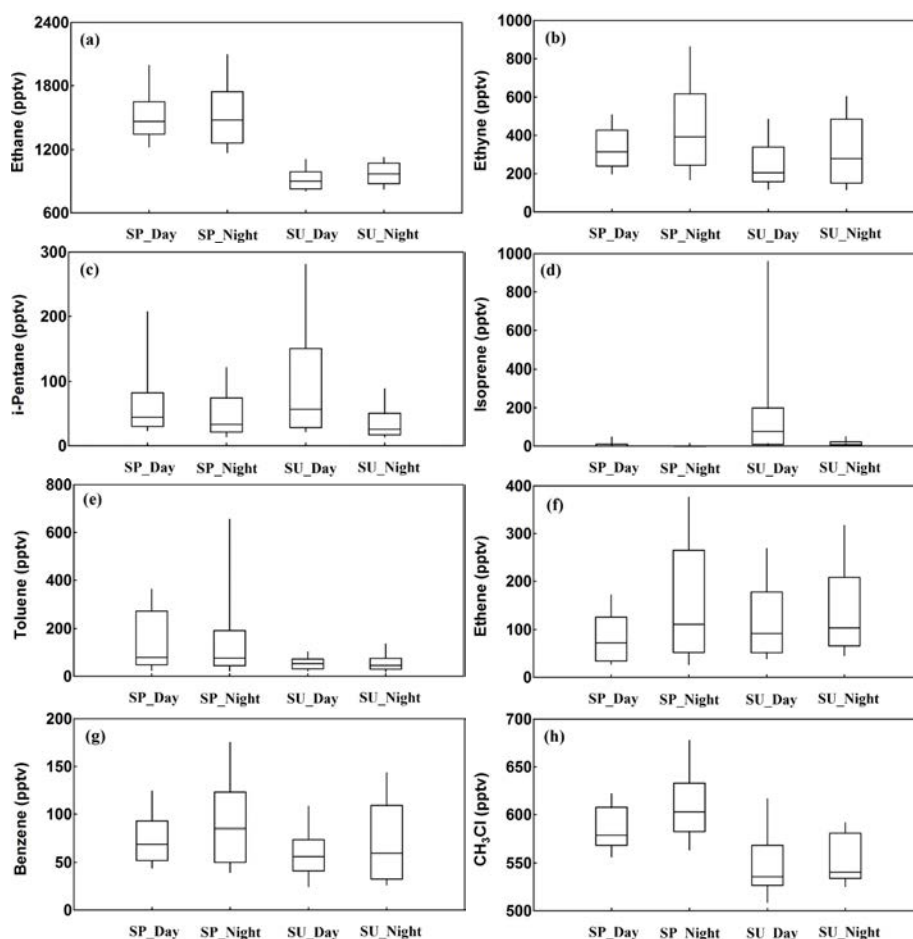 (a)
Ethane (pptv)
2400
1800
1200
600
SP_Day SP_Night SU_Day SU_Night
(b)
Ethyne (pptv)
1000
800
600
400
200
0
SP_Day SP_Night SU_Day SU_Night
(c)
i-Pentane (pptv)
300
200
100
0
SP_Day SP_Night SU_Day SU_Night
(d)
Isoprene (pptv)
1000
800
600
400
200
0
SP_Day SP_Night SU_Day SU_Night
(e)
Toluene (pptv)
800
600
400
200
0
SP_Day SP_Night SU_Day SU_Night
(f)
Ethene (pptv)
400
300
200
100
0
SP_Day SP_Night SU_Day SU_Night
(g)
Benzene (pptv)
200
150
100
50
0
SP_Day SP_Night SU_Day SU_Night
(h)
CH₃Cl (pptv)
700
650
600
550
500
SP_Day SP_Night SU_Day SU_Night